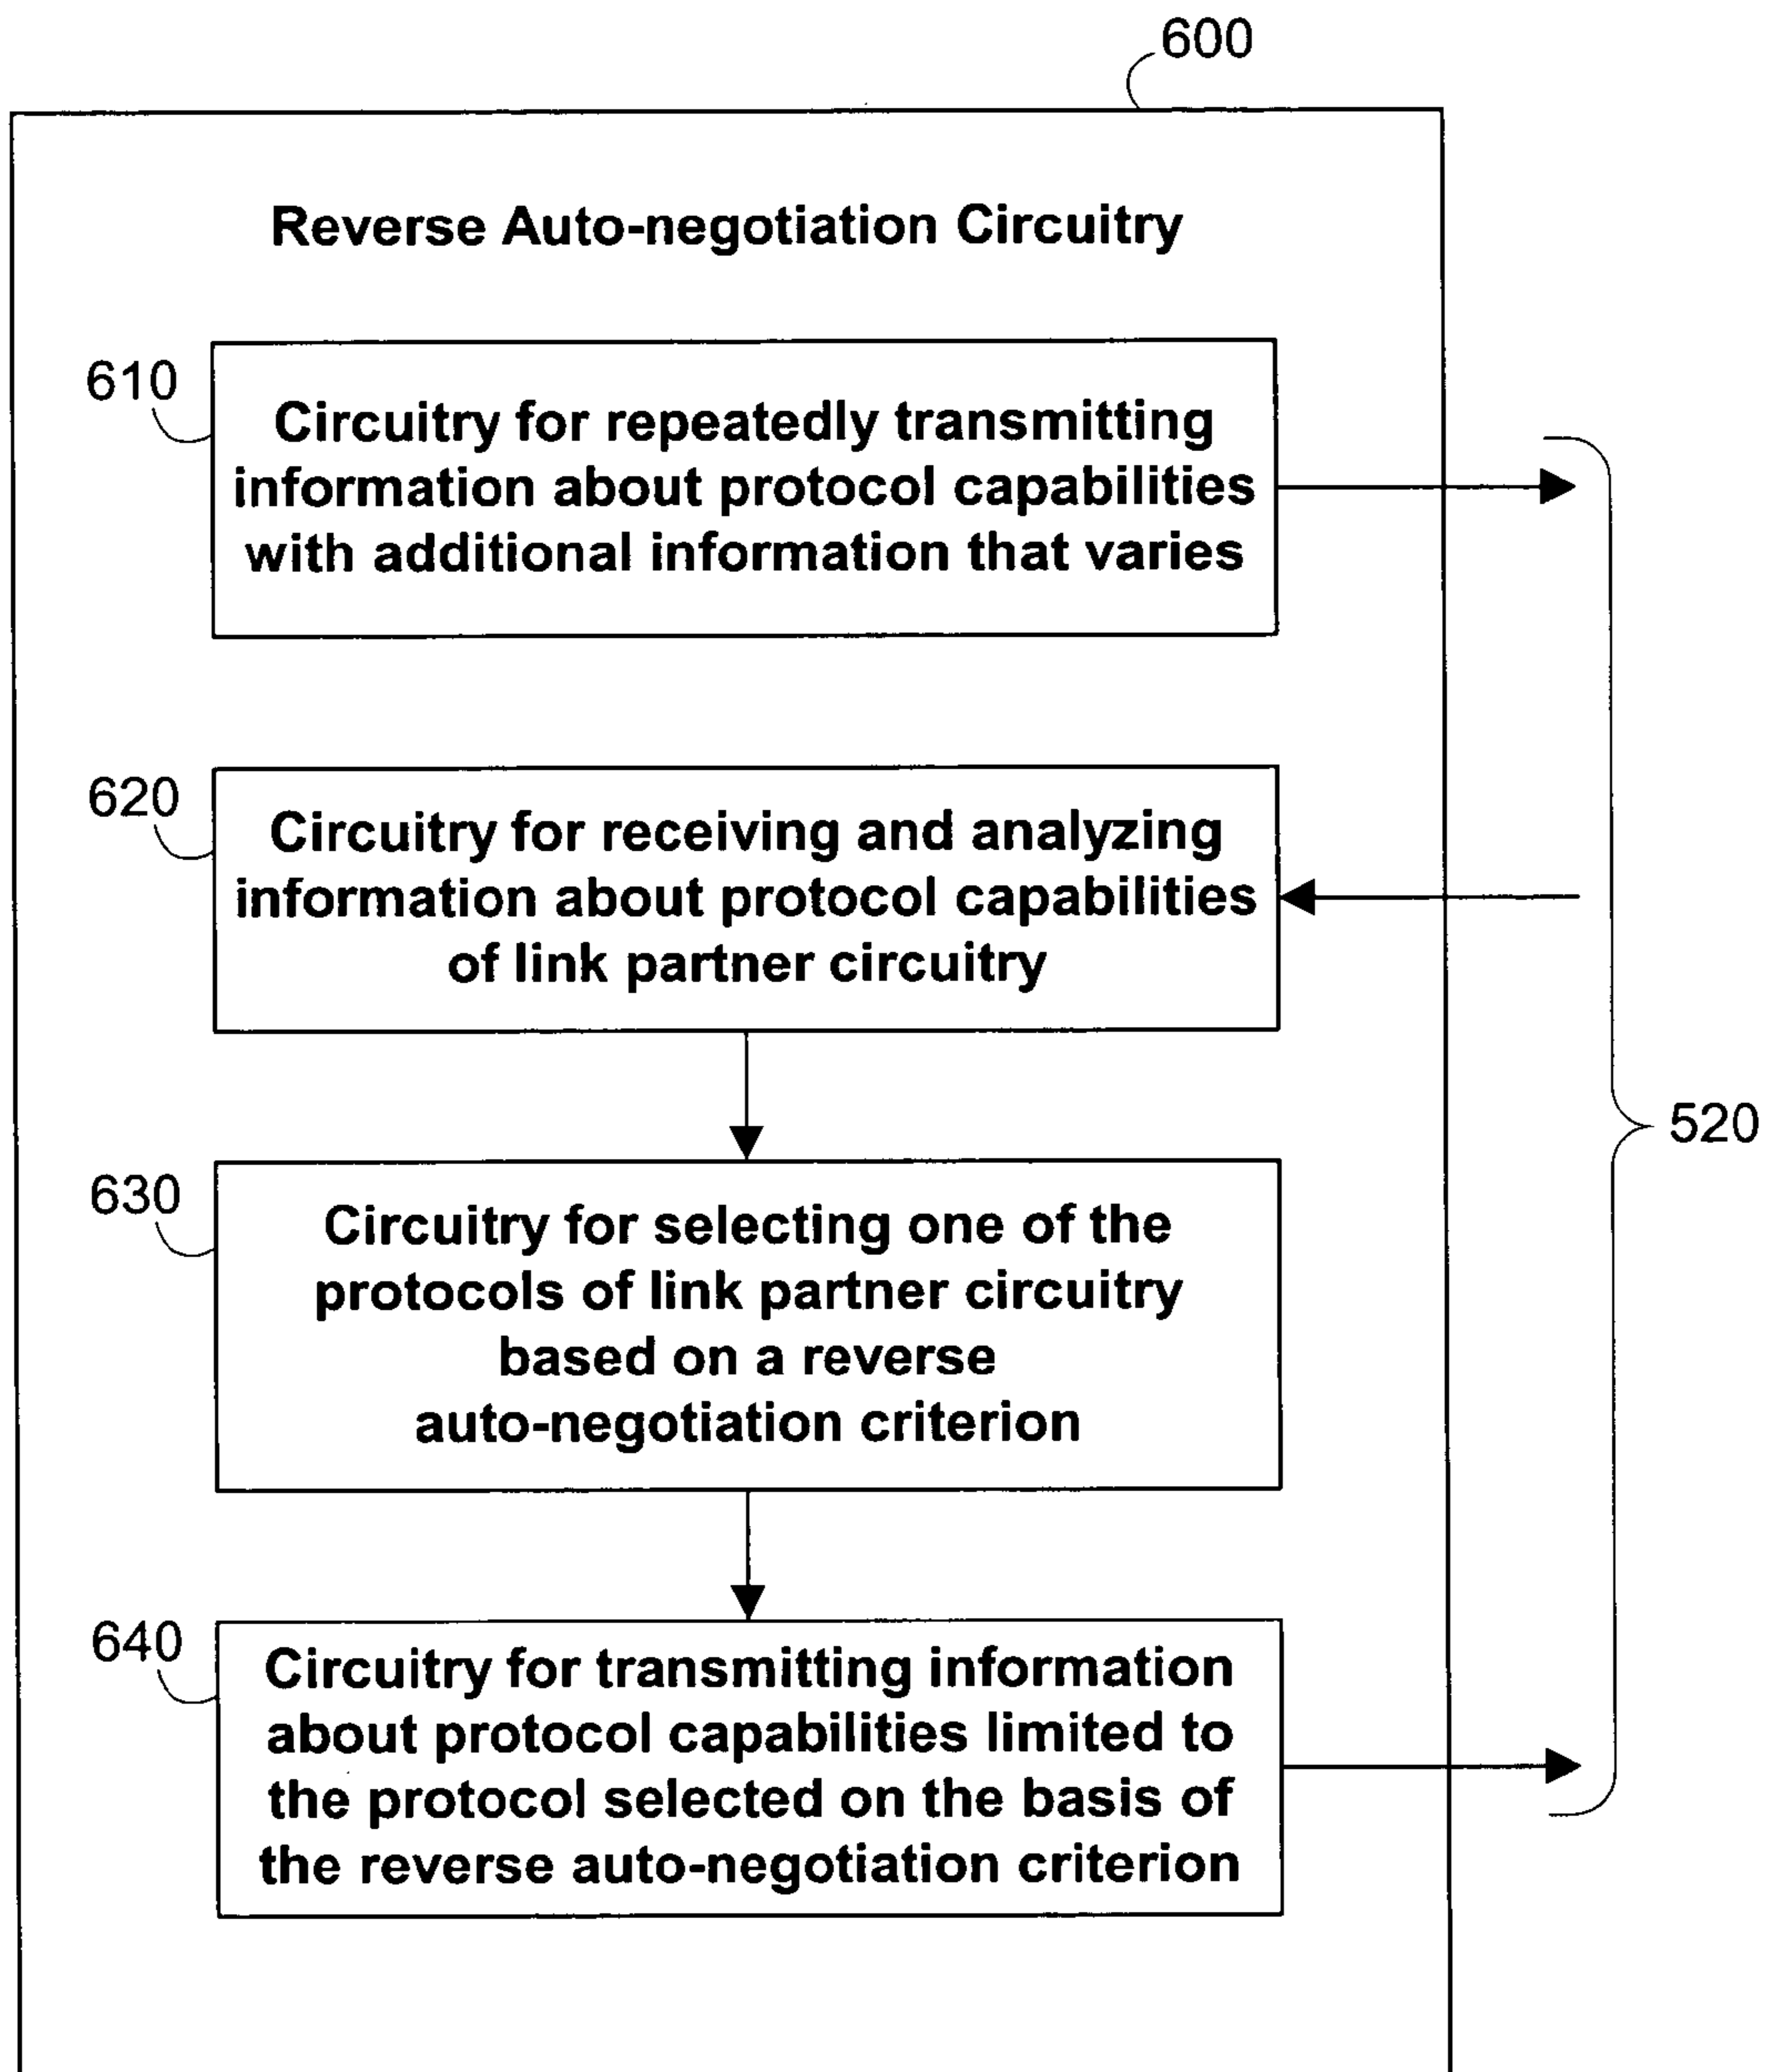 600
Reverse Auto-negotiation Circuitry
610
Circuitry for repeatedly transmitting
information about protocol capabilities
with additional information that varies
620
Circuitry for receiving and analyzing
information about protocol capabilities
of link partner circuitry
520
630
Circuitry for selecting one of the
protocols of link partner circuitry
based on a reverse
auto-negotiation criterion
640
Circuitry for transmitting information
about protocol capabilities limited to
the protocol selected on the basis of
the reverse auto-negotiation criterion